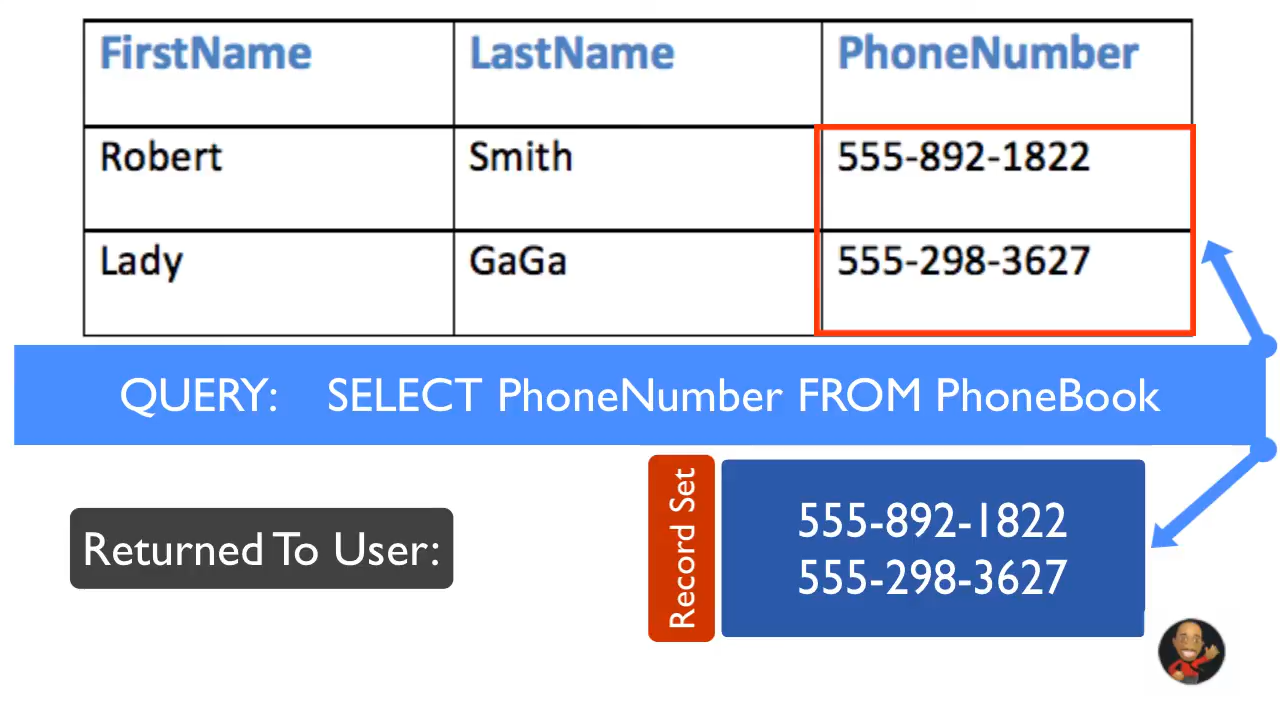 FirstName LastName PhoneNumber
Robert Smith 555-892-1822
Lady GaGa 555-298-3627
QUERY: SELECT PhoneNumber FROM PhoneBook
Returned To User:
Record Set
555-892-1822
555-298-3627